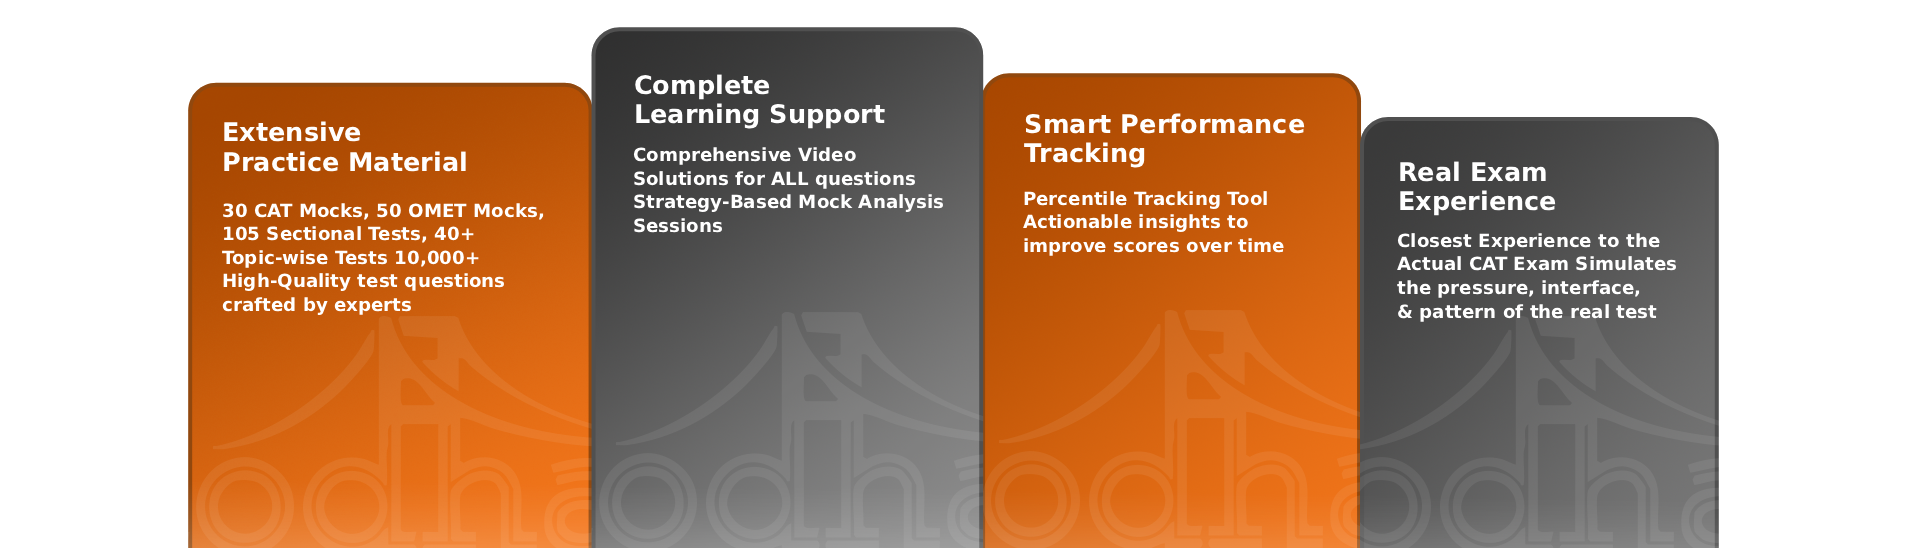 Extensive
Practice Material
30 CAT Mocks, 50 OMET Mocks,
105 Sectional Tests, 40+
Topic-wise Tests 10,000+
High-Quality test questions
crafted by experts
Complete
Learning Support
Comprehensive Video
Solutions for ALL questions
Strategy-Based Mock Analysis
Sessions
Smart Performance
Tracking
Percentile Tracking Tool
Actionable insights to
improve scores over time
Real Exam
Experience
Closest Experience to the
Actual CAT Exam Simulates
the pressure, interface,
& pattern of the real test